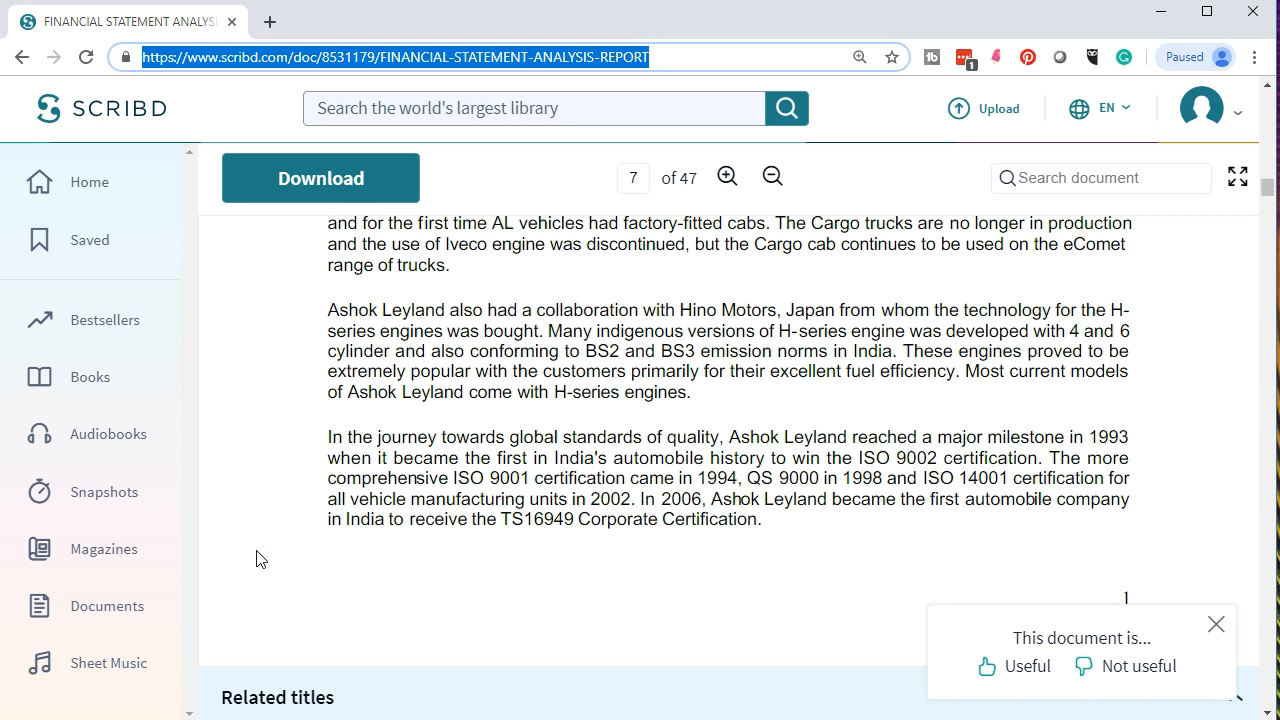 FINANCIAL STATEMENT ANALYSI
https://www.scribd.com/doc/8531179/FINANCIAL-STATEMENT-ANALYSIS-REPORT
1
Paused
SCRIBD
Search the world's largest library
Upload
EN
Home
Saved
Bestsellers
Books
Audiobooks
Snapshots
Magazines
Documents
Sheet Music
Download
7 of 47
Search document
and for the first time AL vehicles had factory-fitted cabs. The Cargo trucks are no longer in production
and the use of Iveco engine was discontinued, but the Cargo cab continues to be used on the eComet
range of trucks.
Ashok Leyland also had a collaboration with Hino Motors, Japan from whom the technology for the H-
series engines was bought. Many indigenous versions of H-series engine was developed with 4 and 6
cylinder and also conforming to BS2 and BS3 emission norms in India. These engines proved to be
extremely popular with the customers primarily for their excellent fuel efficiency. Most current models
of Ashok Leyland come with H-series engines.
In the journey towards global standards of quality, Ashok Leyland reached a major milestone in 1993
when it became the first in India's automobile history to win the ISO 9002 certification. The more
comprehensive ISO 9001 certification came in 1994, QS 9000 in 1998 and ISO 14001 certification for
all vehicle manufacturing units in 2002. In 2006, Ashok Leyland became the first automobile company
in India to receive the TS16949 Corporate Certification.
1
This document is...
Useful
Not useful
Related titles